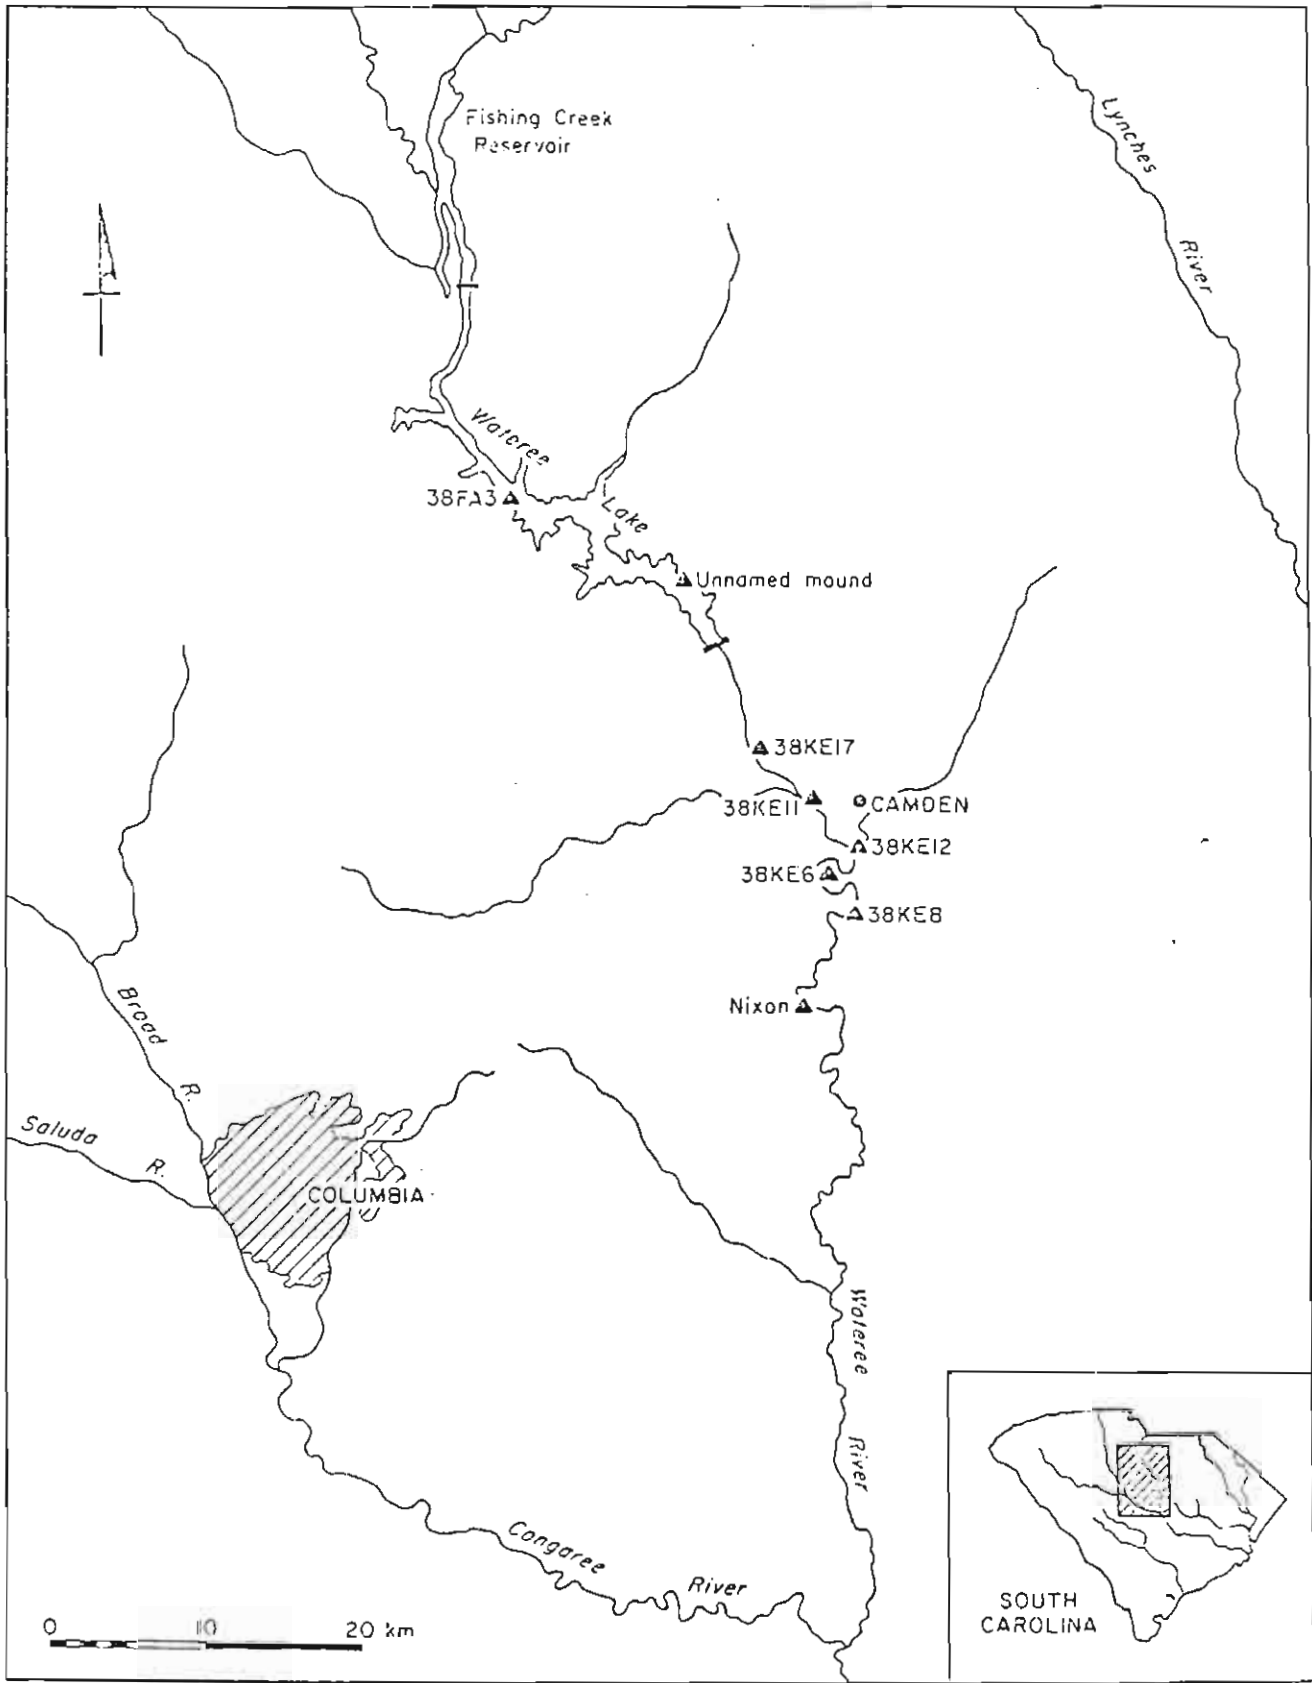 Fishing Creek
Reservoir
Lynches
River
Wateree
Lake
38FA3
Unnamed mound
38KE17
38KE11
CAMDEN
38KE12
38KE6
38KE8
Nixon
Broad
R.
Saluda
R.
COLUMBIA
Wateree
River
Congaree
River
0 10 20 km
SOUTH
CAROLINA